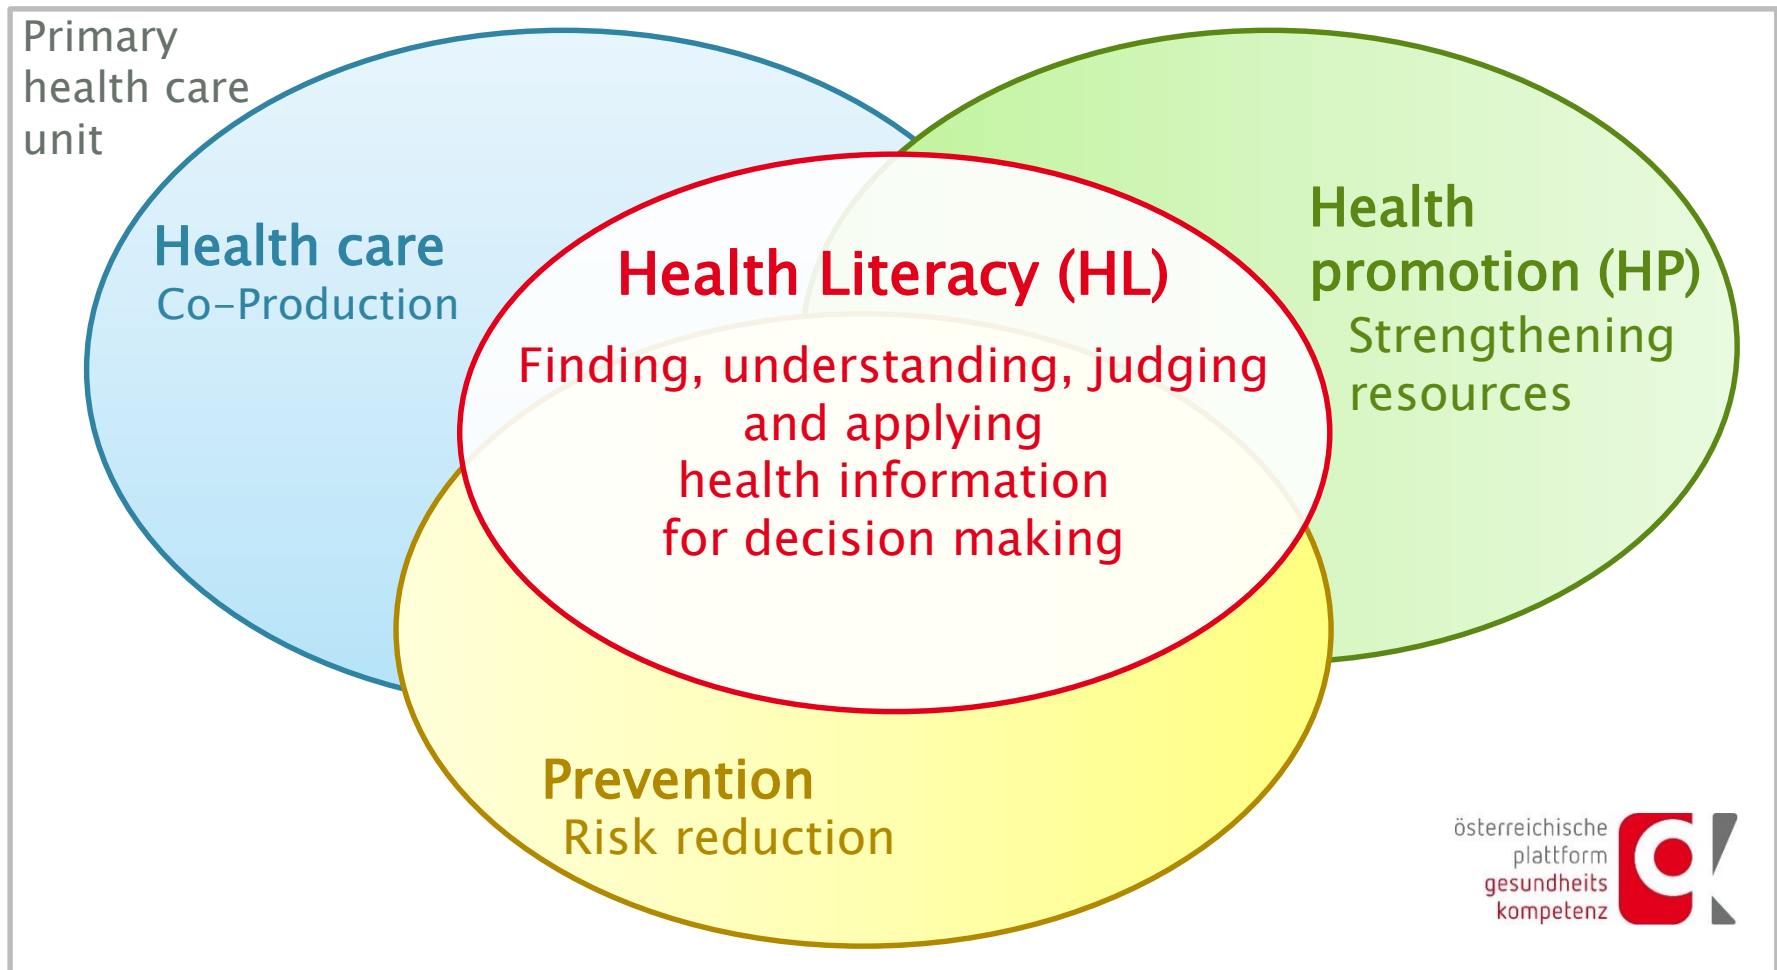 Primary
health care
unit
Health care
Co-Production
Health Literacy (HL)
Finding, understanding, judging
and applying
health information
for decision making
Health
promotion (HP)
Strengthening
resources
Prevention
Risk reduction
österreichische
plattform
gesundheits
kompetenz